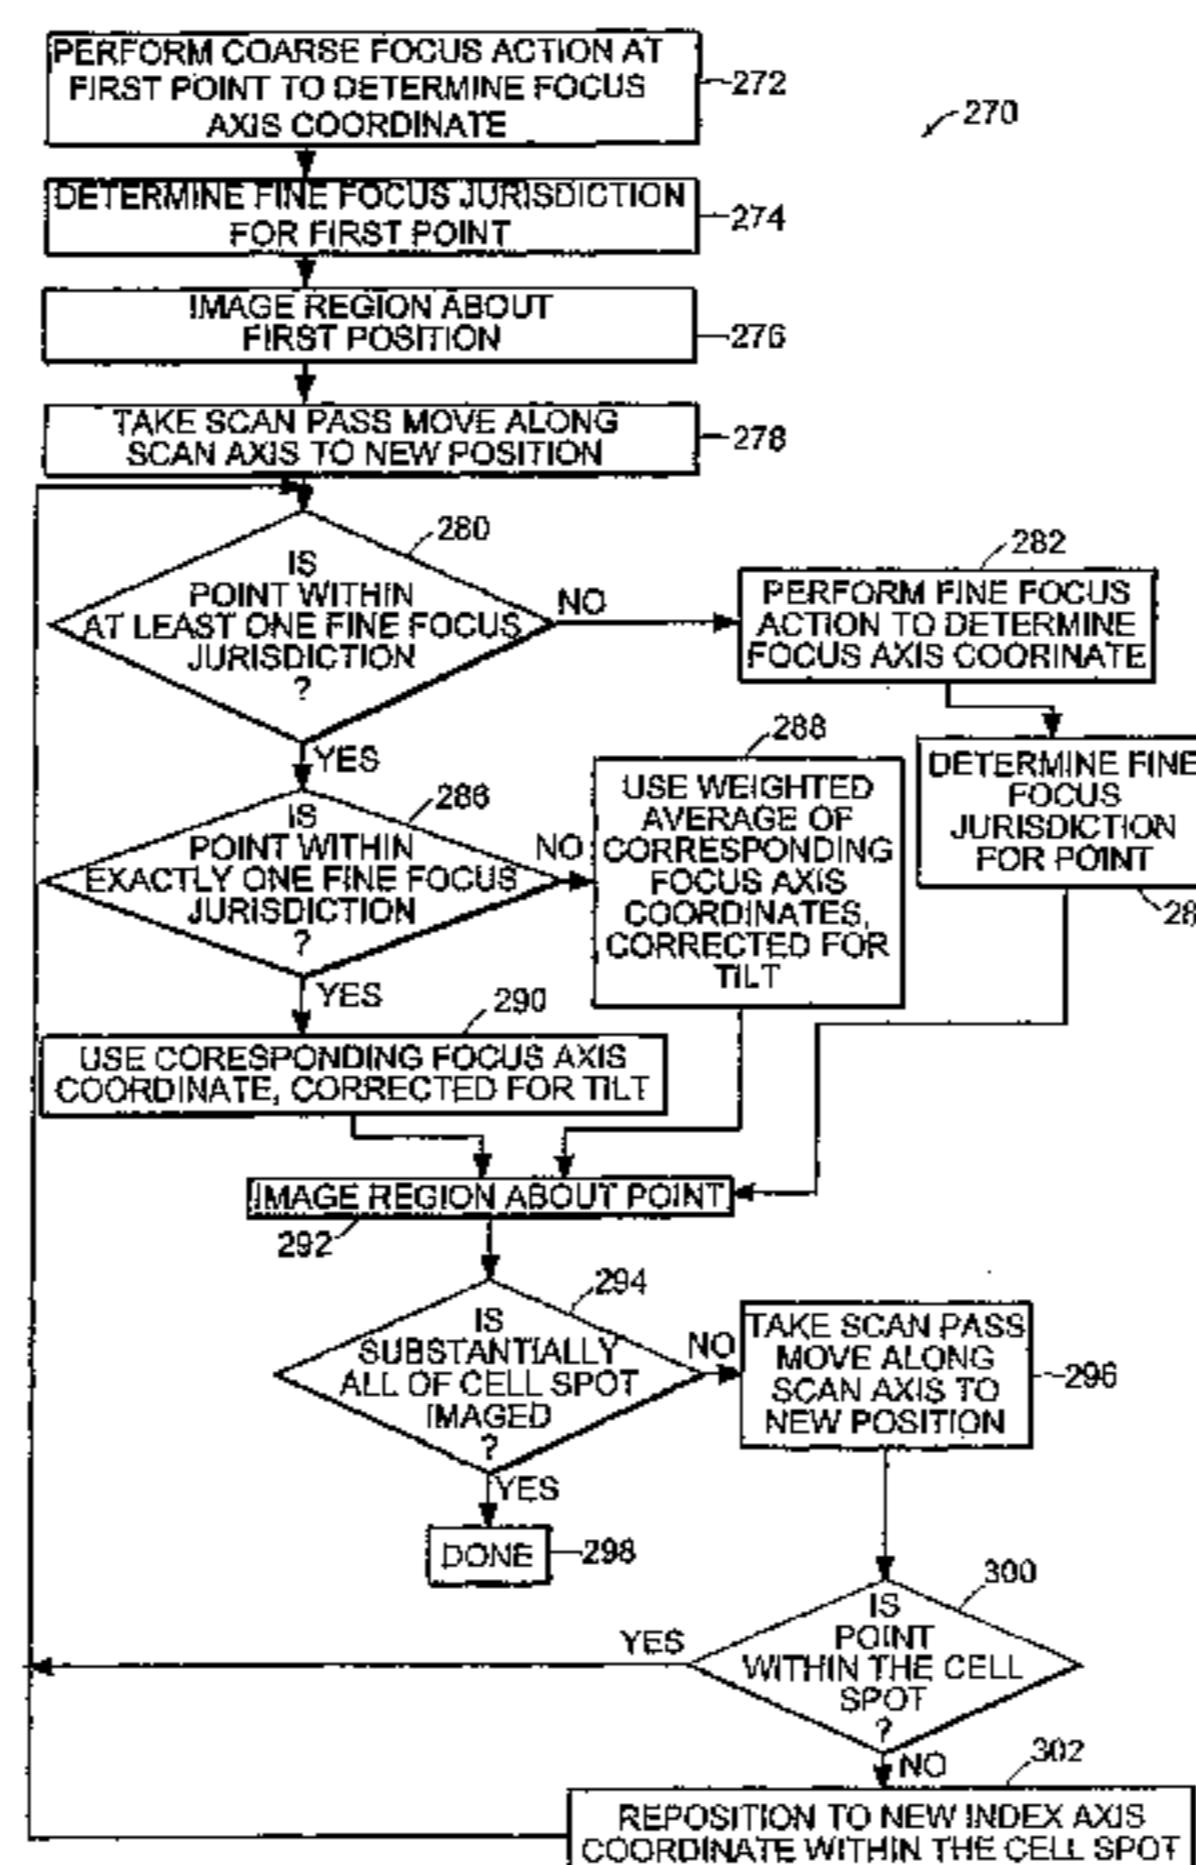 PERFORM COARSE FOCUS ACTION AT
FIRST POINT TO DETERMINE FOCUS
AXIS COORDINATE
272
270
DETERMINE FINE FOCUS JURISDICTION
FOR FIRST POINT
274
IMAGE REGION ABOUT
FIRST POSITION
276
TAKE SCAN PASS MOVE ALONG
SCAN AXIS TO NEW POSITION
278
280
IS
POINT WITHIN
AT LEAST ONE FINE FOCUS
JURISDICTION
?
NO
YES
282
PERFORM FINE FOCUS
ACTION TO DETERMINE
FOCUS AXIS COORINATE
DETERMINE FINE
FOCUS
JURISDICTION
FOR POINT
28
286
IS
POINT WITHIN
EXACTLY ONE FINE FOCUS
JURISDICTION
?
NO
YES
288
USE WEIGHTED
AVERAGE OF
CORRESPONDING
FOCUS AXIS
COORDINATES,
CORRECTED FOR
TILT
290
USE CORESPONDING FOCUS AXIS
COORDINATE, CORRECTED FOR TILT
IMAGE REGION ABOUT POINT
292
294
IS
SUBSTANTIALLY
ALL OF CELL SPOT
IMAGED
?
NO
YES
TAKE SCAN PASS
MOVE ALONG
SCAN AXIS TO
NEW POSITION
296
DONE
298
300
IS
POINT
WITHIN THE CELL
SPOT
?
YES
NO
302
REPOSITION TO NEW INDEX AXIS
COORDINATE WITHIN THE CELL SPOT